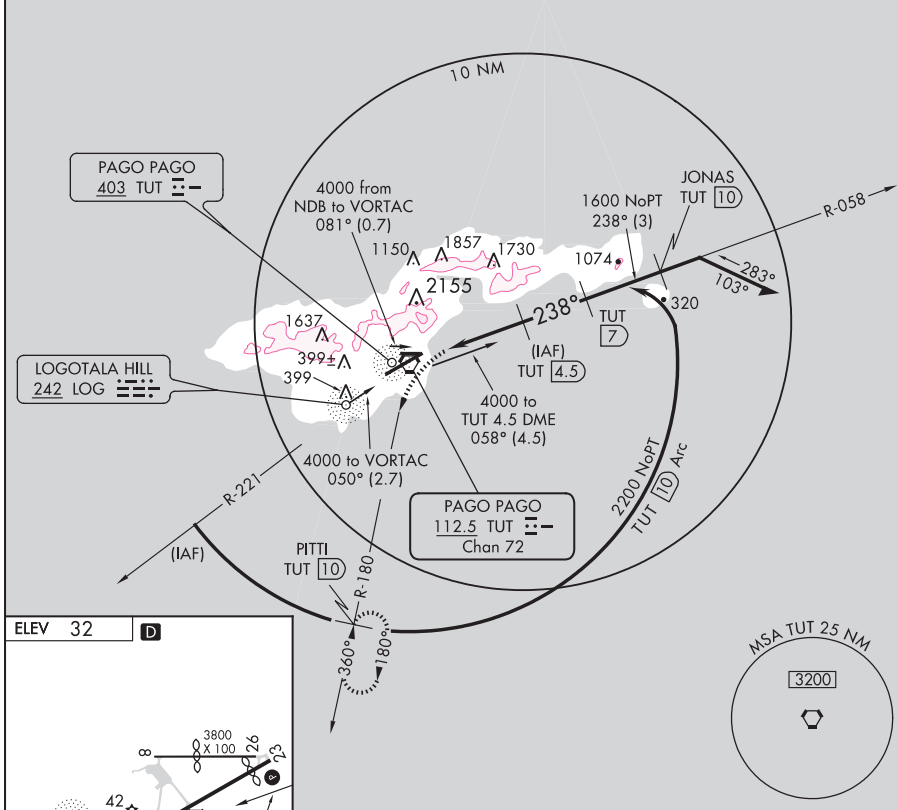 10 NM
PAGO PAGO
403 TUT
4000 from
NDB to VORTAC
081° (0.7)
JONAS
TUT 10
1600 NoPT
238° (3)
R-058
1150
1857
1730
1074
283°
103°
2155
320
238°
TUT
7
1637
(IAF)
TUT 4.5
399±
LOGOTALA HILL
242 LOG
399
4000 to
TUT 4.5 DME
058° (4.5)
4000 to VORTAC
050° (2.7)
2200 NoPT
TUT 10 Arc
R-221
PAGO PAGO
112.5 TUT
Chan 72
(IAF)
PITTI
TUT 10
R-180
360°
180°
ELEV 32
D
MSA TUT 25 NM
3200
3800
X 100
8
26
23
P
42